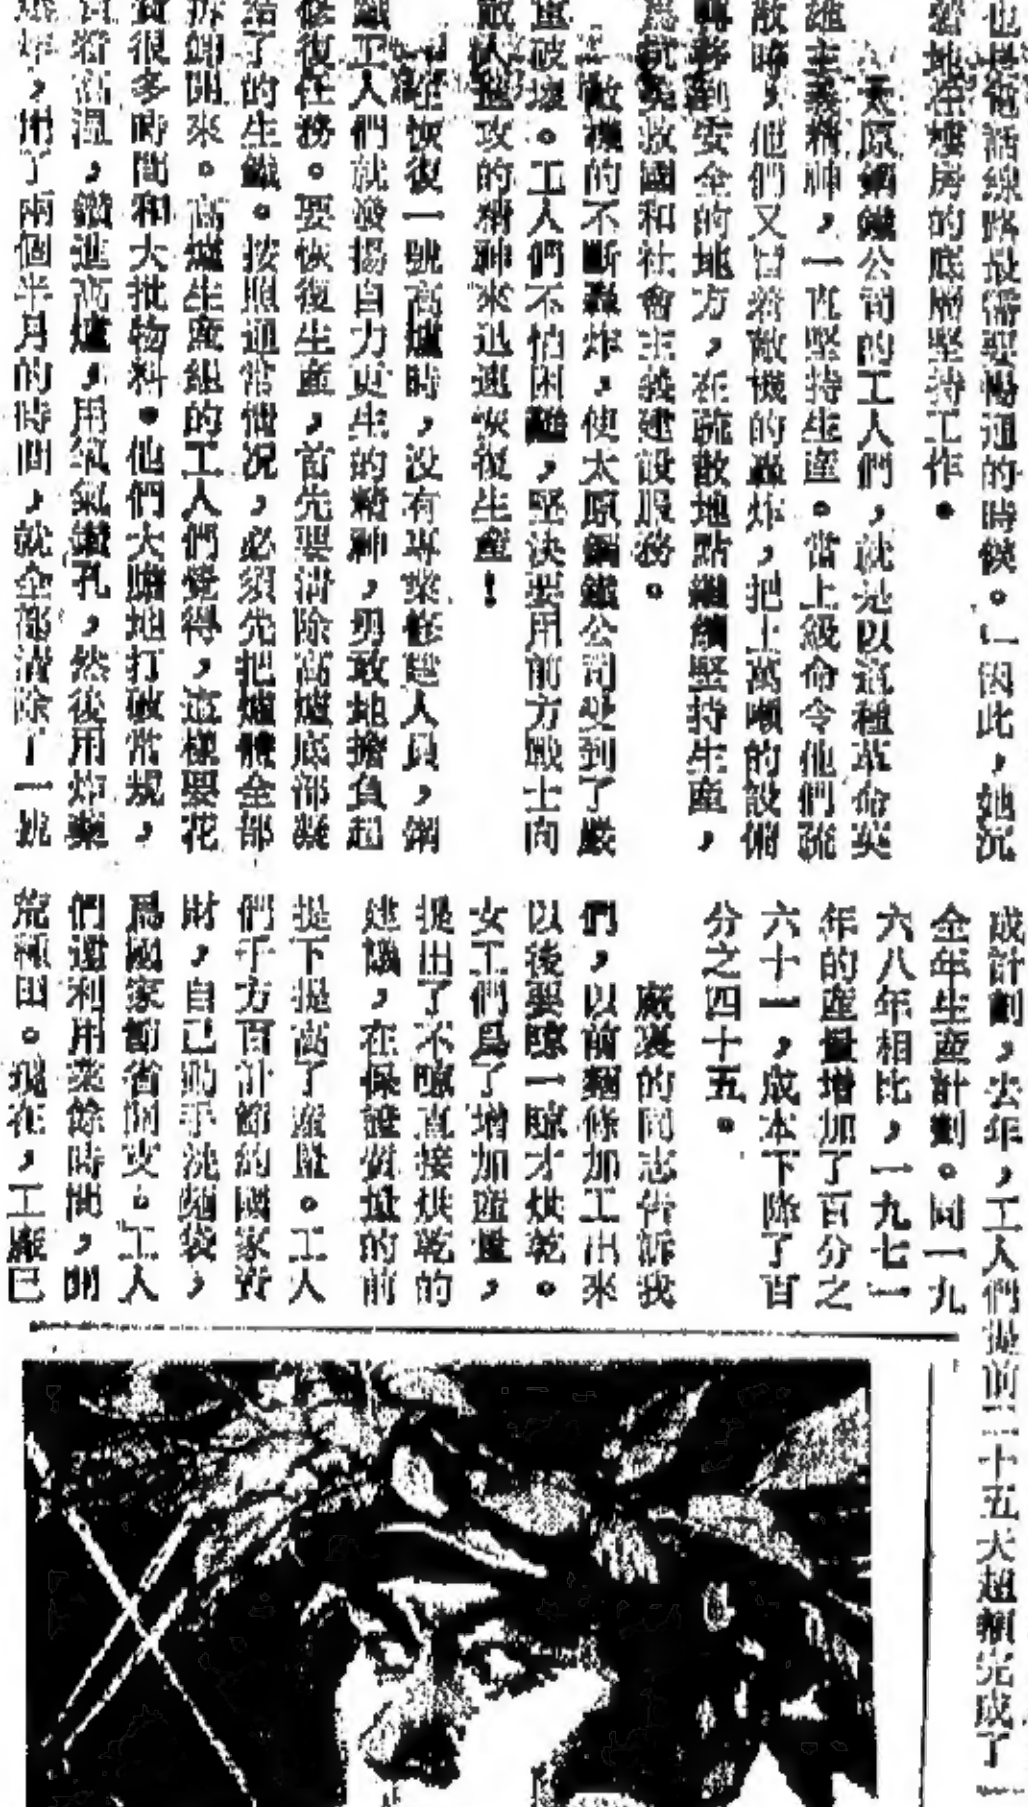 也是電話線路最需要暢通的時候。﹂因此，她沉
着地在樓房的底層堅持工作。
太原鋼鐵公司的工人們，就是以這種革命英
雄主義精神，一直堅持生產。當上級命令他們疏
散時，他們又冒着敵機的轟炸，把上萬噸的設備
轉移到安全的地方，在疏散地點繼續堅持生產，
爲抗美救國和社會主義建設服務。
敵機的不斷轟炸，使太原鋼鐵公司受到了嚴
重破壞。工人們不怕困難，堅決要用前方戰士向
敵人進攻的精神來迅速恢復生產！
在恢復一號高爐時，沒有專業修建人員，鋼
鐵工人們就發揚自力更生的精神，勇敢地擔負起
修復任務。要恢復生產，首先要清除高爐底部凝
結了的生鐵。按照通常情況，必須先把爐體全部
拆卸開來。高爐生產組的工人們覺得，這樣要花
費很多時間和大批物料。他們大膽地打破常規，
冒着高溫，鑽進高爐，用氧氣鑽孔，然後用炸藥
，用了兩個半月的時間，就全部清除了一
成計劃，去年，工人們提前三十五天超額完成了
全年生產計劃。同一九
六八年相比，一九七一
年的產量增加了百分之
六十一，成本下降了百
分之四十五。
廠裏的同志告訴我
們，以前麵條加工出來
以後要晾一晾才烘乾。
女工們爲了增加產量，
提出了不晾直接烘乾的
建議，在保證質量的前
提下提高了產量。工人
們千方百計節約國家資
財，自己動手洗麵袋，
爲國家節省開支。工人
們還利用業餘時間，開
荒種田。現在，工廠已